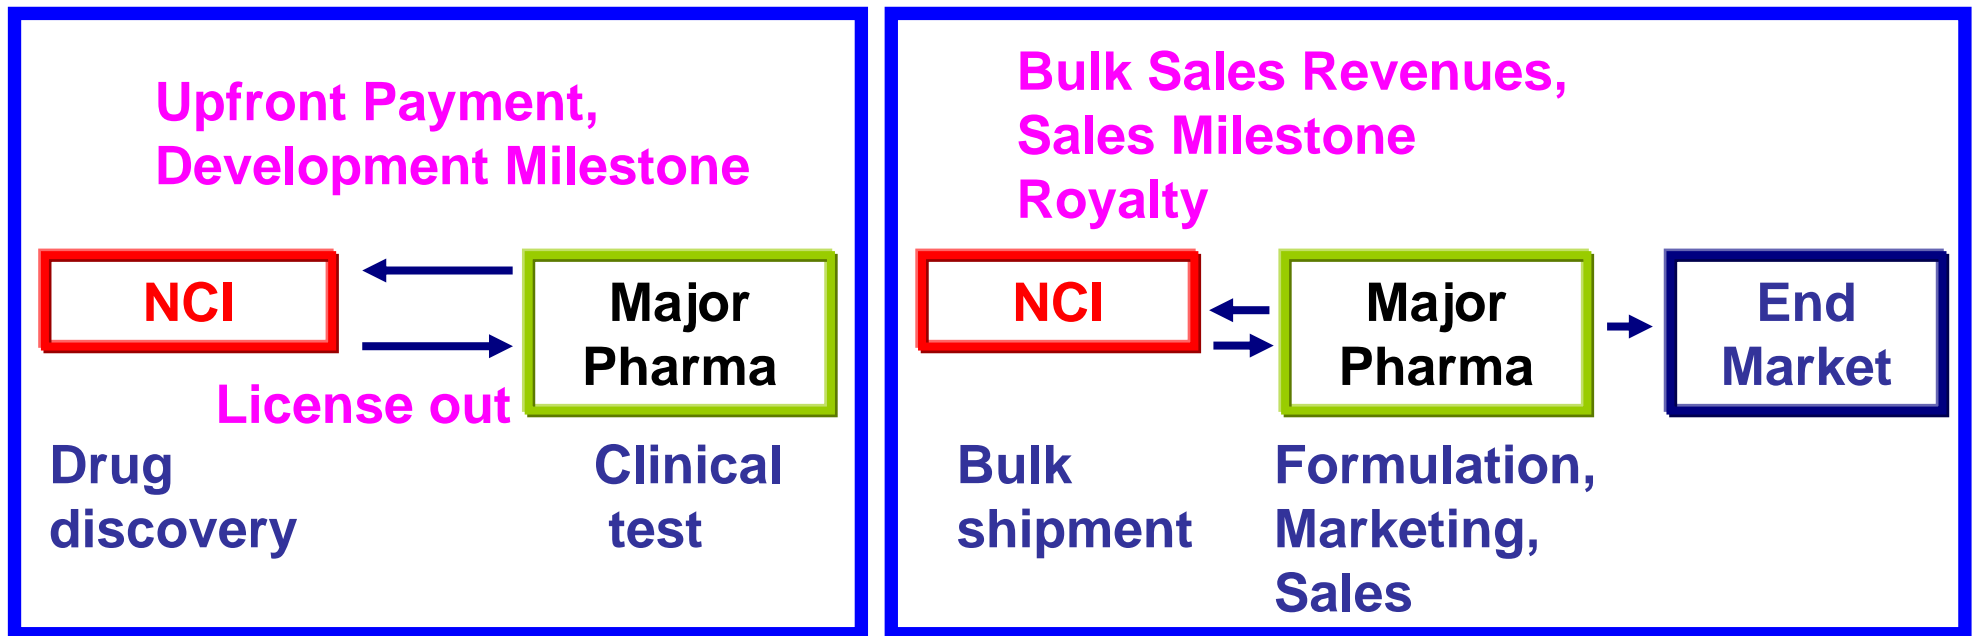 Upfront Payment,
Development Milestone
NCI
Major
Pharma
License out
Drug
discovery
Clinical
test
Bulk Sales Revenues,
Sales Milestone
Royalty
NCI
Major
Pharma
End
Market
Bulk
shipment
Formulation,
Marketing,
Sales